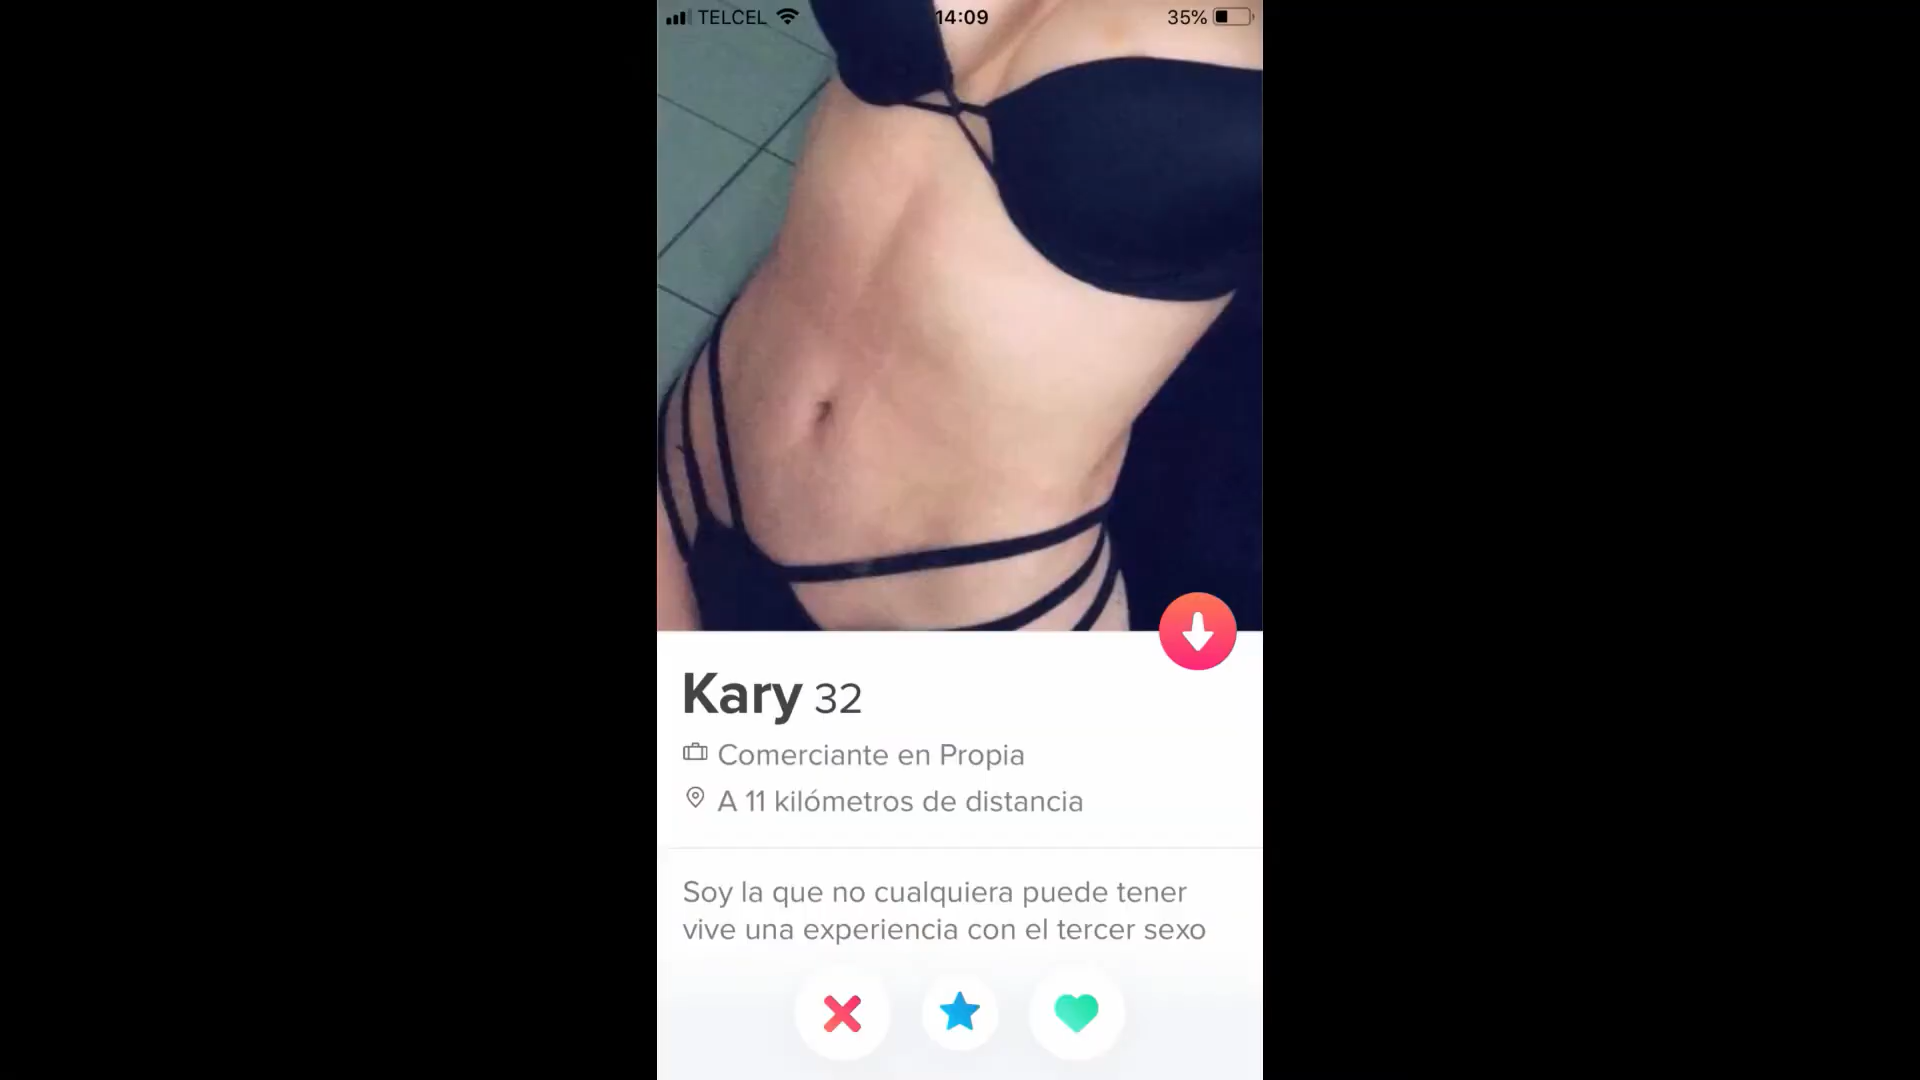 TELCEL 14:09 35%
Kary 32
Comerciante en Propia
A 11 kilómetros de distancia
Soy la que no cualquiera puede tener
vive una experiencia con el tercer sexo